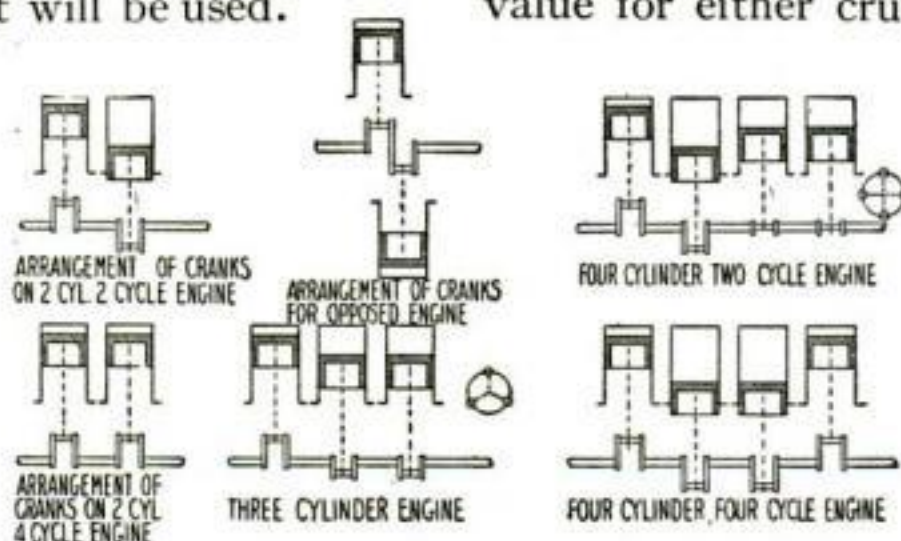 t will be used.
value for either cru
ARRANGEMENT OF CRANKS
ON 2 CYL. 2 CYCLE ENGINE
ARRANGEMENT OF CRANKS
FOR OPPOSED ENGINE
FOUR CYLINDER TWO CYCLE ENGINE
ARRANGEMENT OF
CRANKS ON 2 CYL
4 CYCLE ENGINE
THREE CYLINDER ENGINE
FOUR CYLINDER, FOUR CYCLE ENGINE